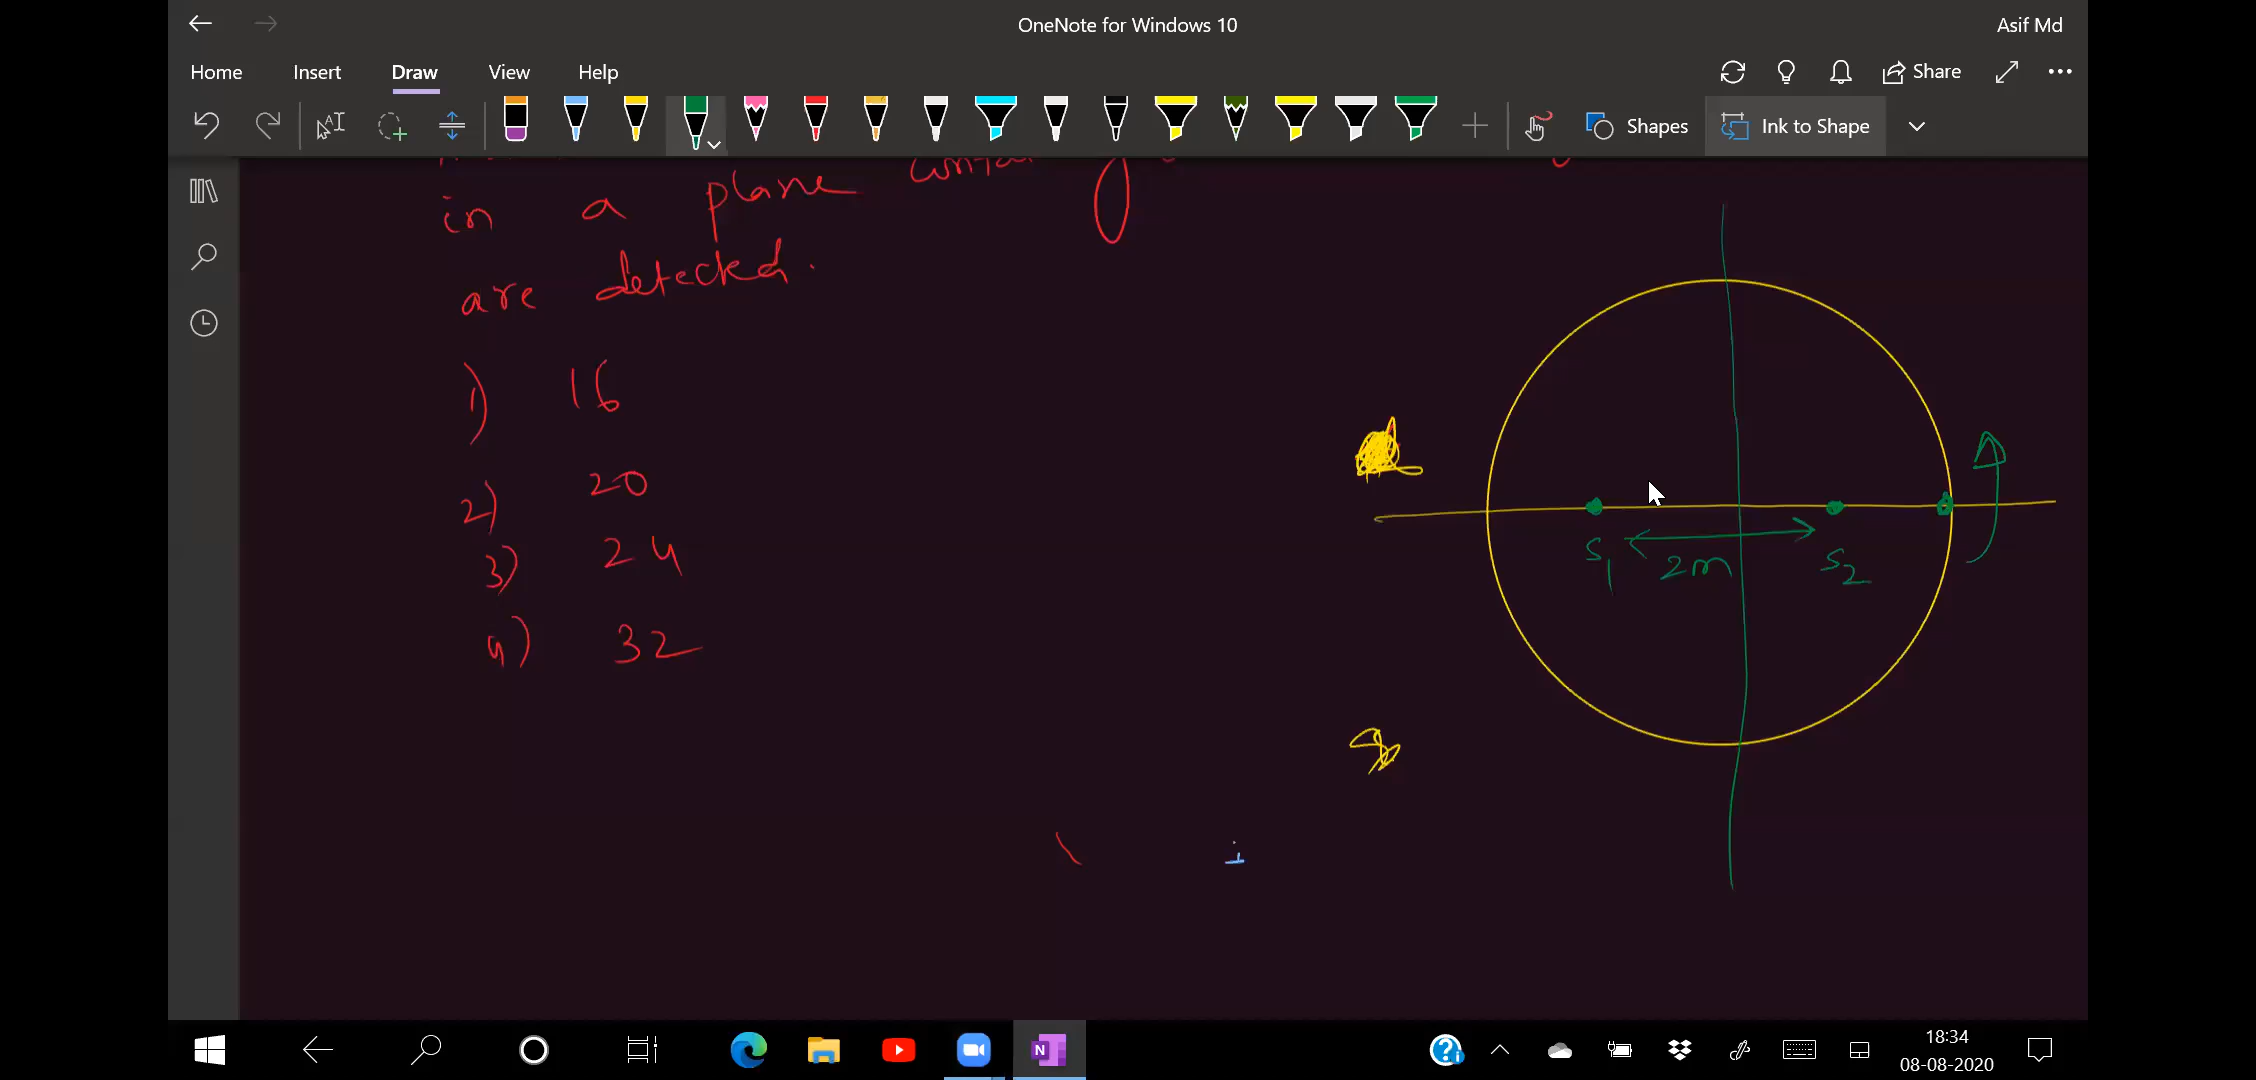 OneNote for Windows 10
Asif Md
Home Insert Draw View Help
Share
Shapes
Ink to Shape
in a plane
are detected.
1) 16
2) 20
3) 24
4) 32
S1 2m S2
18:34
08-08-2020